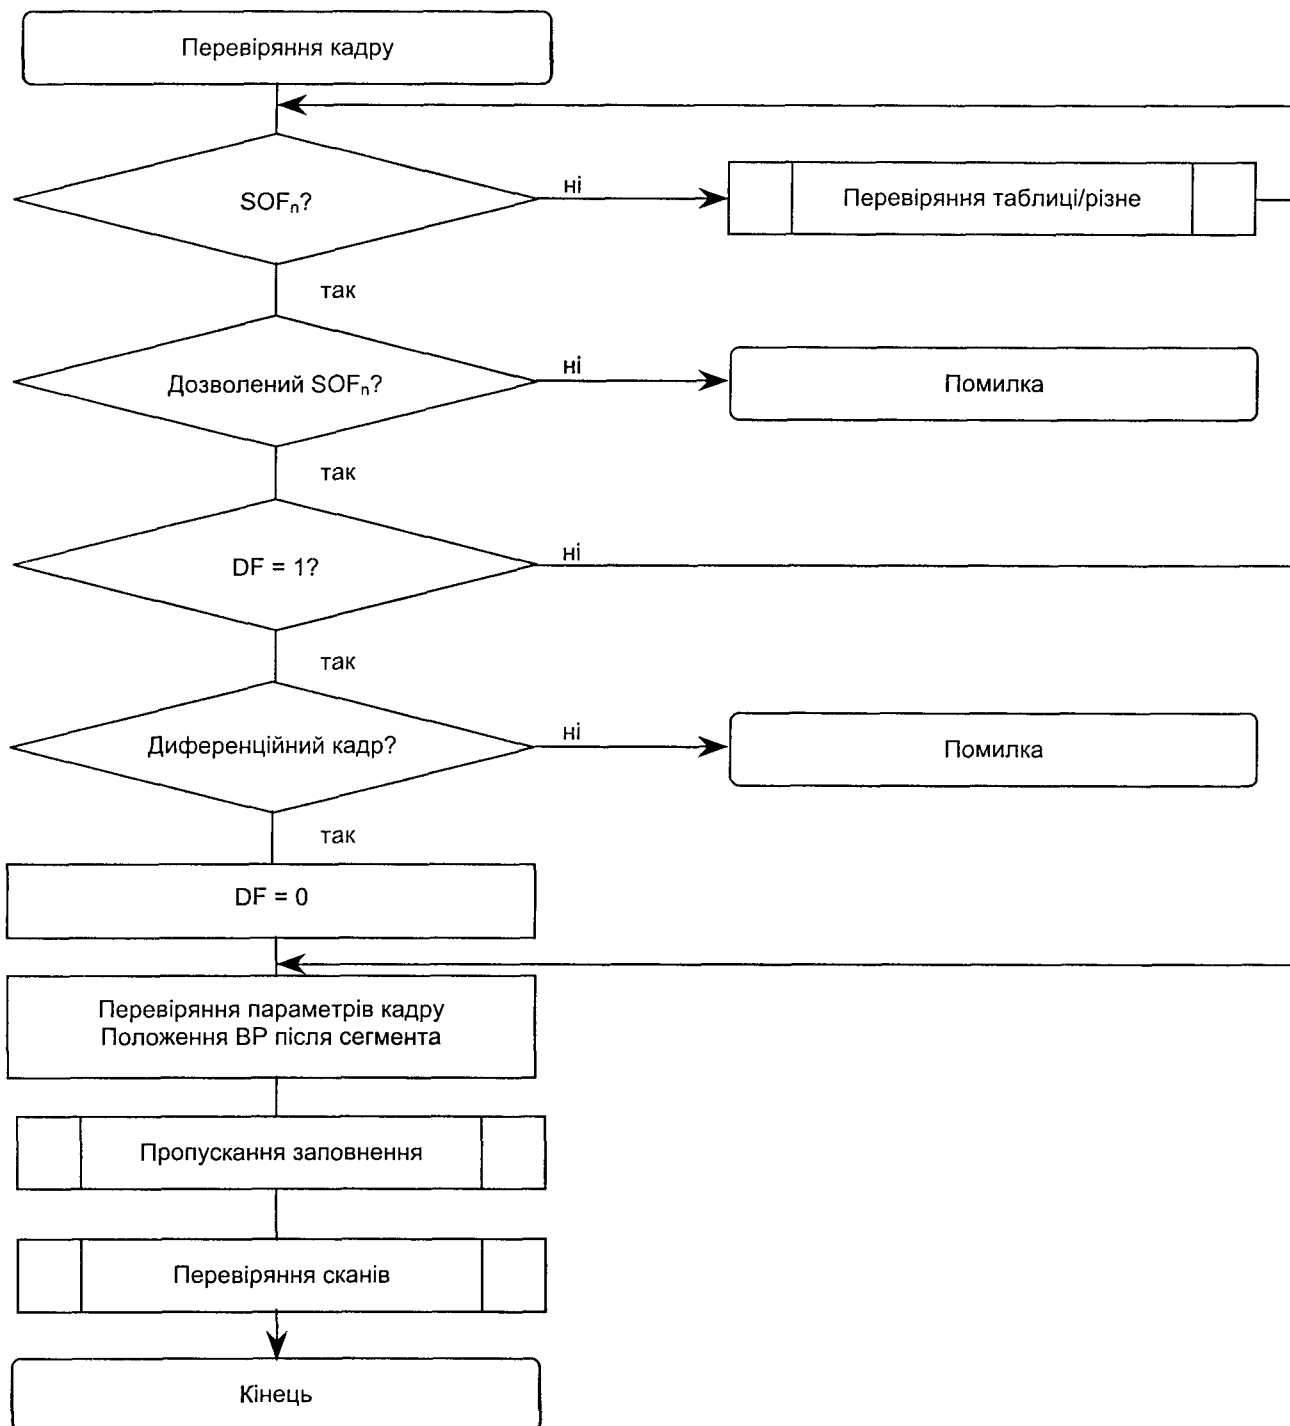 Перевіряння кадру
SOFₙ?
ні
Перевіряння таблиці/різне
так
Дозволений SOFₙ?
ні
Помилка
так
DF = 1?
ні
так
Диференційний кадр?
ні
Помилка
так
DF = 0
Перевіряння параметрів кадру
Положення BP після сегмента
Пропускання заповнення
Перевіряння сканів
Кінець